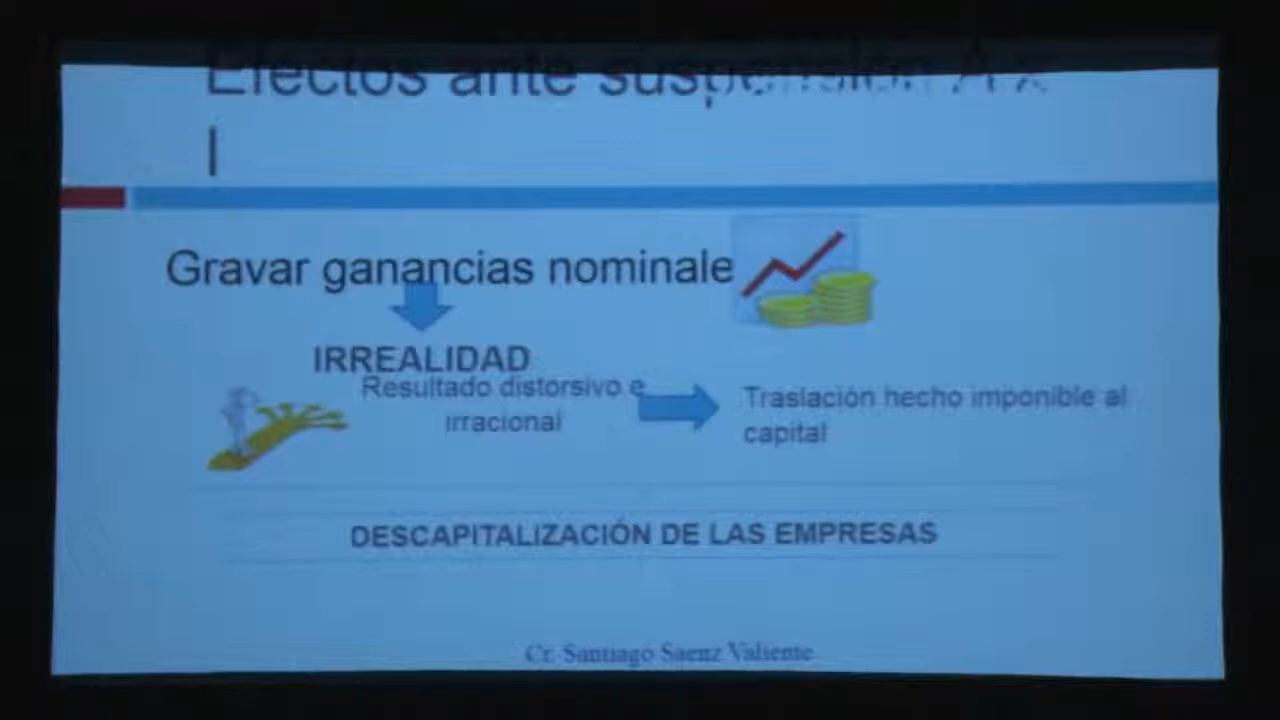 Efectos ante suspensión A x
I
Gravar ganancias nominale
IRREALIDAD
Resultado distorsivo e
irracional
Traslación hecho imponible al
capital
DESCAPITALIZACIÓN DE LAS EMPRESAS
Cr. Santiago Saenz Valiente